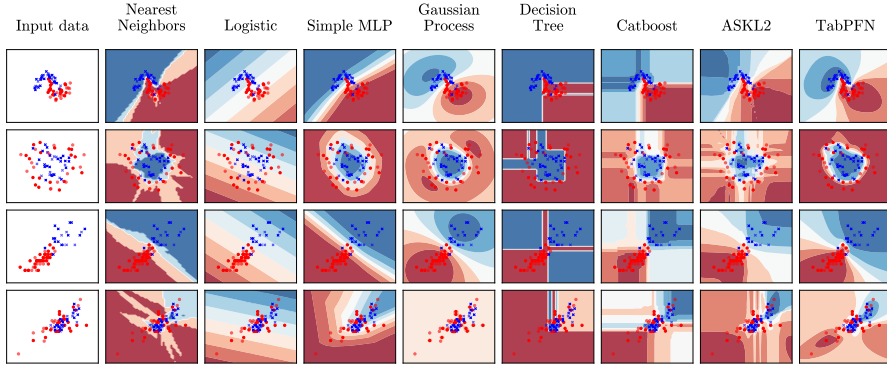 Input data
Nearest
Neighbors
Logistic
Simple MLP
Gaussian
Process
Decision
Tree
Catboost
ASKL2
TabPFN